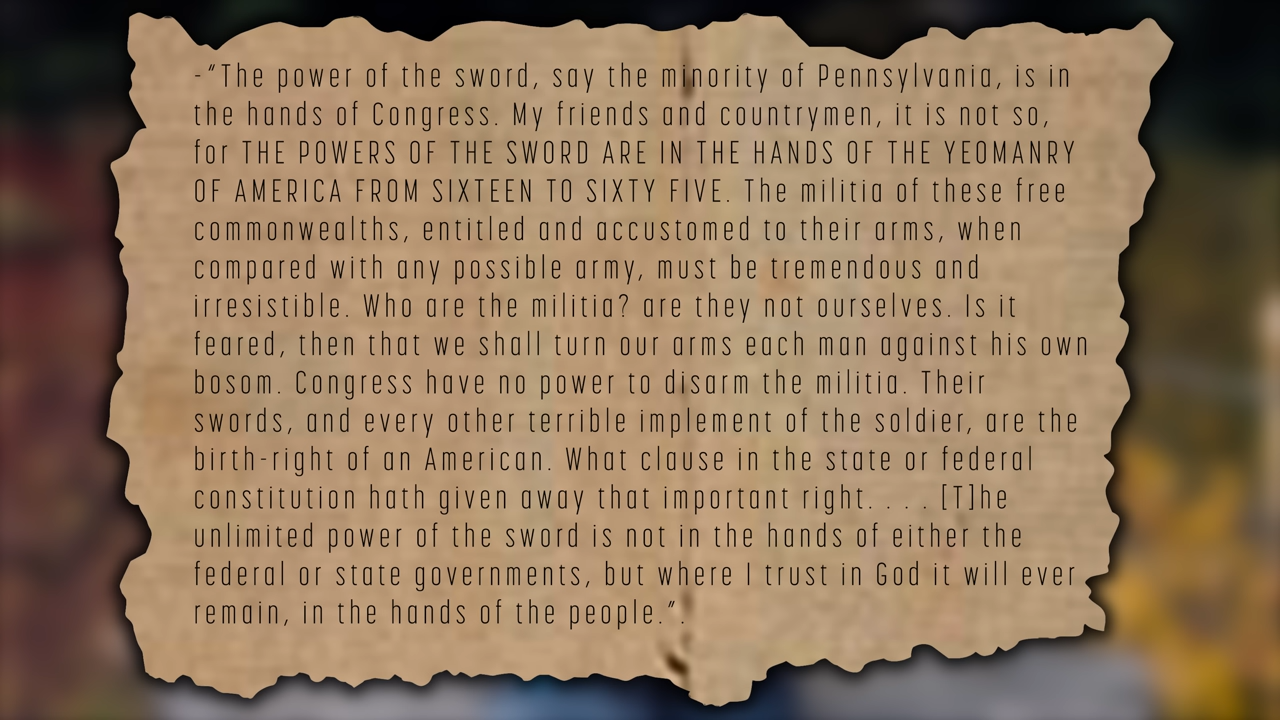 -“The power of the sword, say the minority of Pennsylvania, is in
the hands of Congress. My friends and countrymen, it is not so,
for THE POWERS OF THE SWORD ARE IN THE HANDS OF THE YEOMANRY
OF AMERICA FROM SIXTEEN TO SIXTY FIVE. The militia of these free
commonwealths, entitled and accustomed to their arms, when
compared with any possible army, must be tremendous and
irresistible. Who are the militia? are they not ourselves. Is it
feared, then that we shall turn our arms each man against his own
bosom. Congress have no power to disarm the militia. Their
swords, and every other terrible implement of the soldier, are the
birth-right of an American. What clause in the state or federal
constitution hath given away that important right. . . . [T]he
unlimited power of the sword is not in the hands of either the
federal or state governments, but where I trust in God it will ever
remain, in the hands of the people.”.